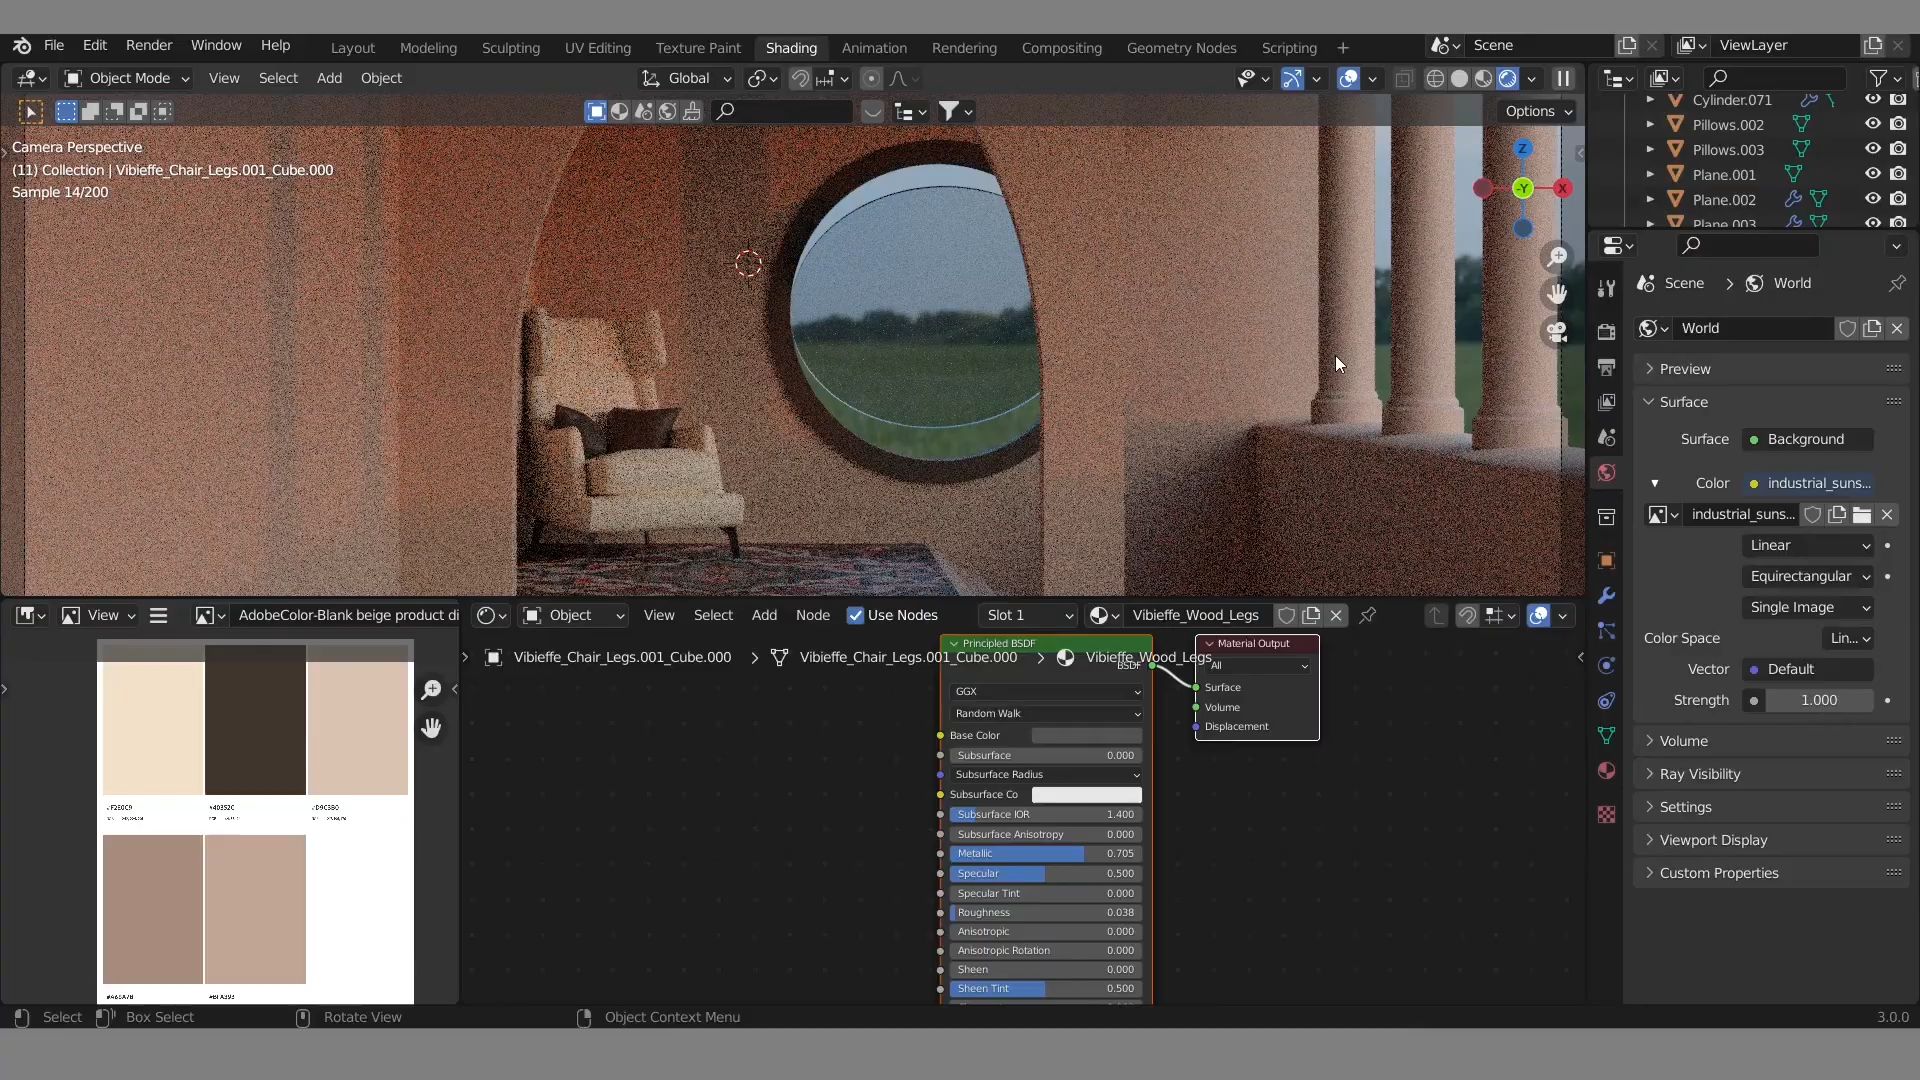 File Edit Render Window Help Layout Modeling Sculpting UV Editing Texture Paint Shading Animation Rendering Compositing Geometry Nodes Scripting + Scene ViewLayer
Object Mode View Select Add Object Global
Options
Camera Perspective
(11) Collection | Vibieffe_Chair_Legs.001_Cube.000
Sample 14/200
Z
-Y
X
Cylinder.071
Pillows.002
Pillows.003
Plane.001
Plane.002
Plane.003
Scene > World
World
Preview
Surface
Surface Background
Color industrial_suns...
industrial_suns...
Linear
Equirectangular
Single Image
Color Space Lin...
Vector Default
Strength 1.000
Volume
Ray Visibility
Settings
Viewport Display
Custom Properties
View AdobeColor-Blank beige product di
Object View Select Add Node Use Nodes Slot 1 Vibieffe_Wood_Legs
Vibieffe_Chair_Legs.001_Cube.000 > Vibieffe_Chair_Legs.001_Cube.000 > Vibieffe_Wood_Legs
Principled BSDF
BSDF
GGX
Random Walk
Base Color
Subsurface 0.000
Subsurface Radius
Subsurface Co
Subsurface IOR 1.400
Subsurface Anisotropy 0.000
Metallic 0.705
Specular 0.500
Specular Tint 0.000
Roughness 0.038
Anisotropic 0.000
Anisotropic Rotation 0.000
Sheen 0.000
Sheen Tint 0.500
Material Output
All
Surface
Volume
Displacement
Select Box Select Rotate View Object Context Menu 3.0.0